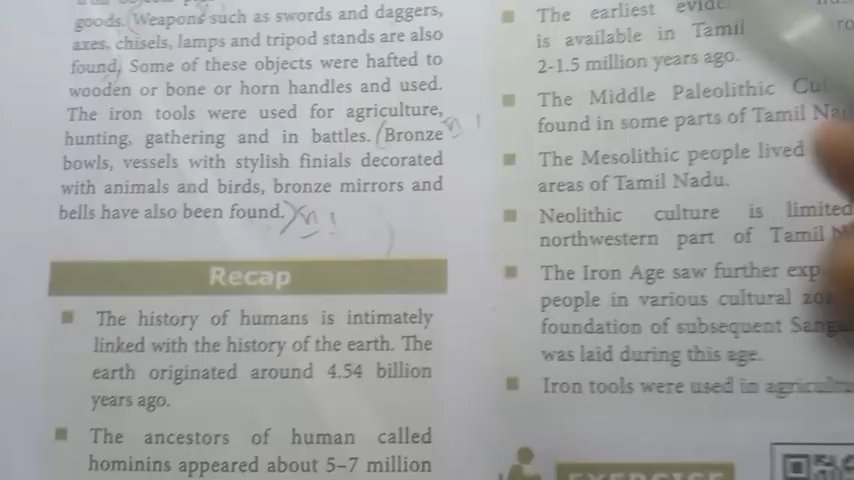 goods. (Weapons such as swords and daggers,
axes, chisels, lamps and tripod stands are also
found, Some of these objects were hafted to
wooden or bone or horn handles and used.
The iron tools were used for agriculture,
hunting, gathering and in battles. (Bronze
bowls, vessels with stylish finials decorated
with animals and birds, bronze mirrors and
bells have also been found.)
Recap
The history of humans is intimately
linked with the history of the earth. The
earth originated around 4.54 billion
years ago.
The ancestors of human called
hominins appeared about 5–7 million
The earliest
is available in Tamil
2-1.5 million years ago.
The Middle Paleolithic
found in some parts of Tamil
The Mesolithic people lived
areas of Tamil Nadu.
Neolithic culture is limited
northwestern part of Tamil
The Iron Age saw further
people in various cultural
foundation of subsequent
was laid during this age.
Iron tools were used in
EXERCISE